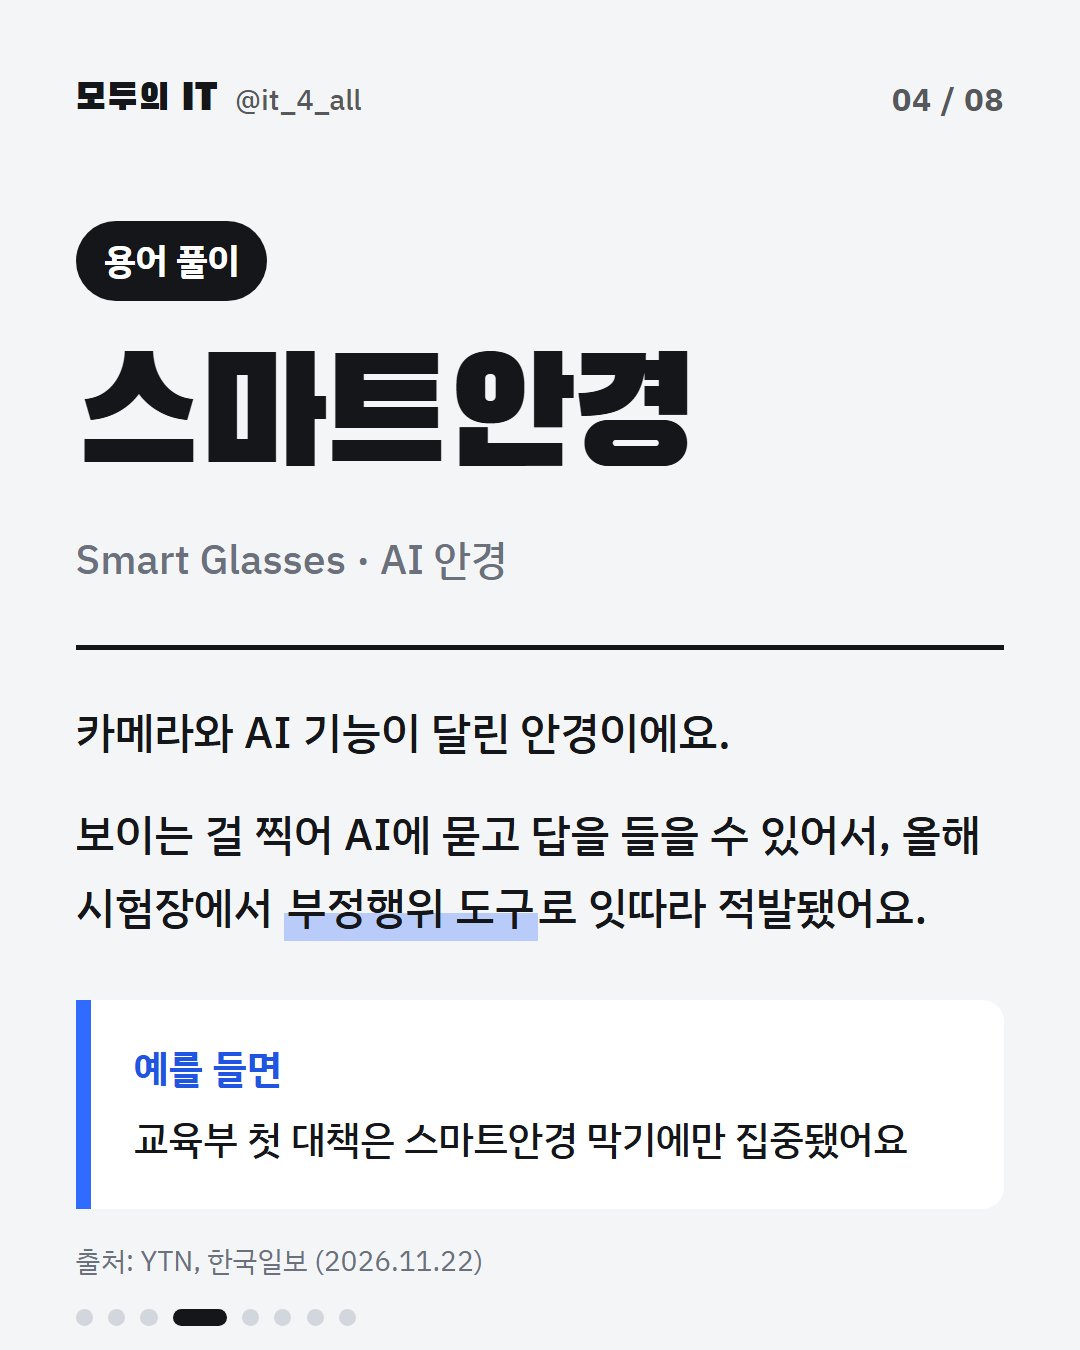 모두의 IT @it_4_all
04 / 08
용어 풀이
스마트안경
Smart Glasses · AI 안경
카메라와 AI 기능이 달린 안경이에요.
보이는 걸 찍어 AI에 묻고 답을 들을 수 있어서, 올해
시험장에서 부정행위 도구로 잇따라 적발됐어요.
예를 들면
교육부 첫 대책은 스마트안경 막기에만 집중됐어요
출처: YTN, 한국일보 (2026.11.22)